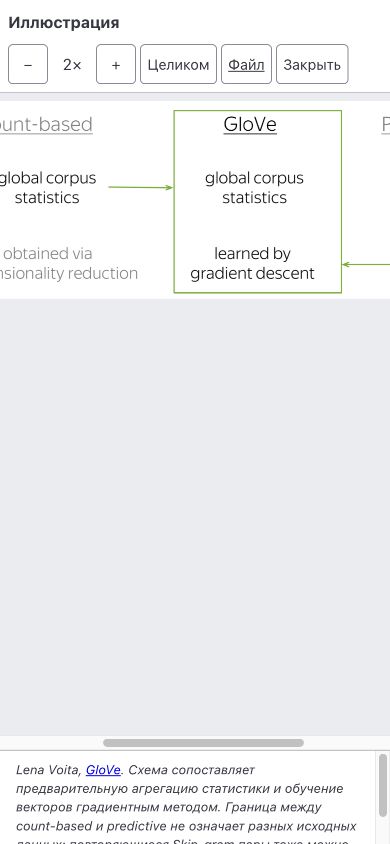 Иллюстрация
− 2× + Целиком Файл Закрыть
GloVe
global corpus statistics
global corpus
statistics
obtained via
reduction
learned by
gradient descent
Lena Voita, GloVe. Схема сопоставляет
предварительную агрегацию статистики и обучение
векторов градиентным методом. Граница между
count-based и predictive не означает разных исходных